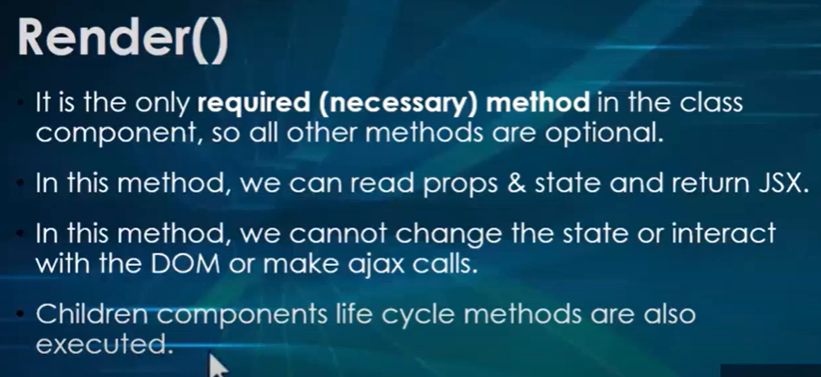 Render()
• It is the only required (necessary) method in the class
component, so all other methods are optional.
• In this method, we can read props & state and return JSX.
• In this method, we cannot change the state or interact
with the DOM or make ajax calls.
• Children components life cycle methods are also
executed.